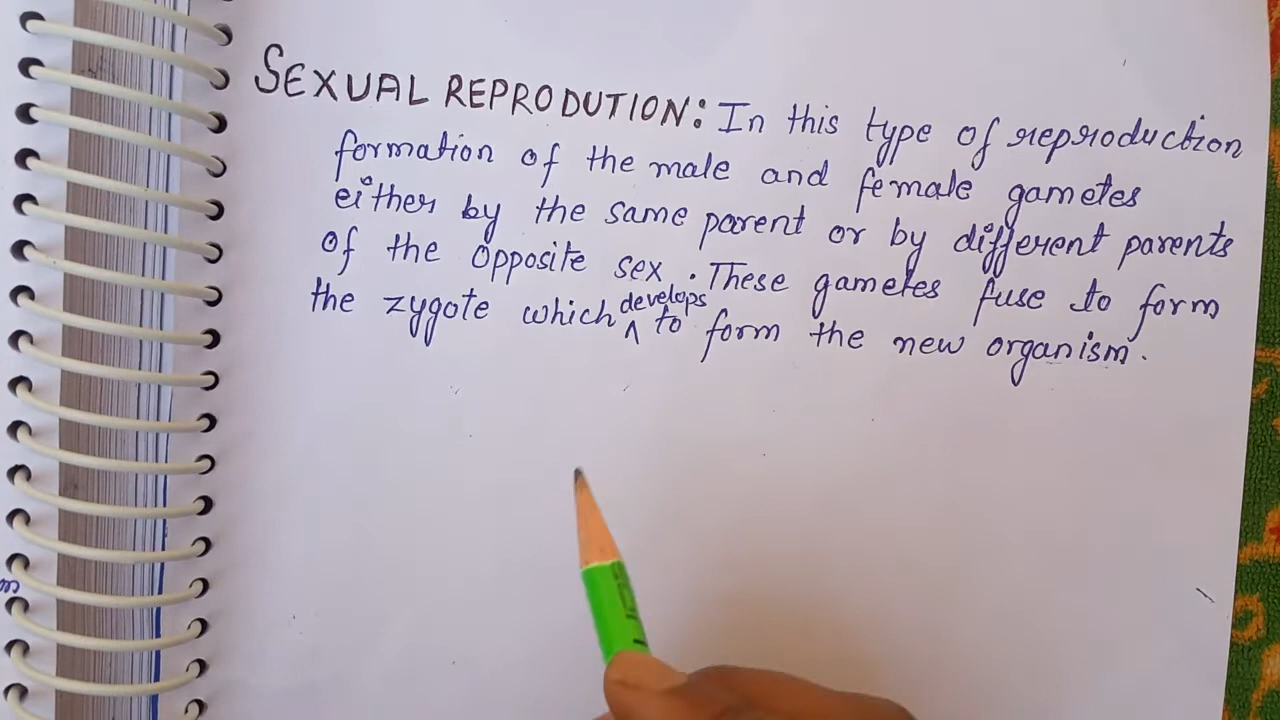 SEXUAL REPRODUTION: In this type of reproduction
formation of the male and female gametes
either by the same parent or by different parents
of the opposite sex. These gametes fuse to form
the zygote which develops to form the new organism.